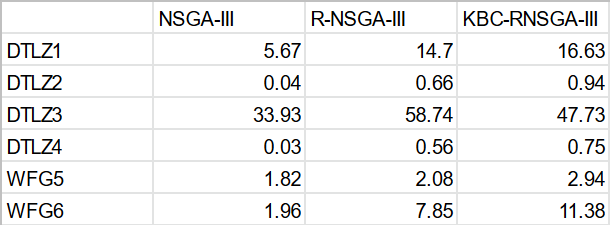 NSGA-III R-NSGA-III KBC-RNSGA-III
DTLZ1 5.67 14.7 16.63
DTLZ2 0.04 0.66 0.94
DTLZ3 33.93 58.74 47.73
DTLZ4 0.03 0.56 0.75
WFG5 1.82 2.08 2.94
WFG6 1.96 7.85 11.38